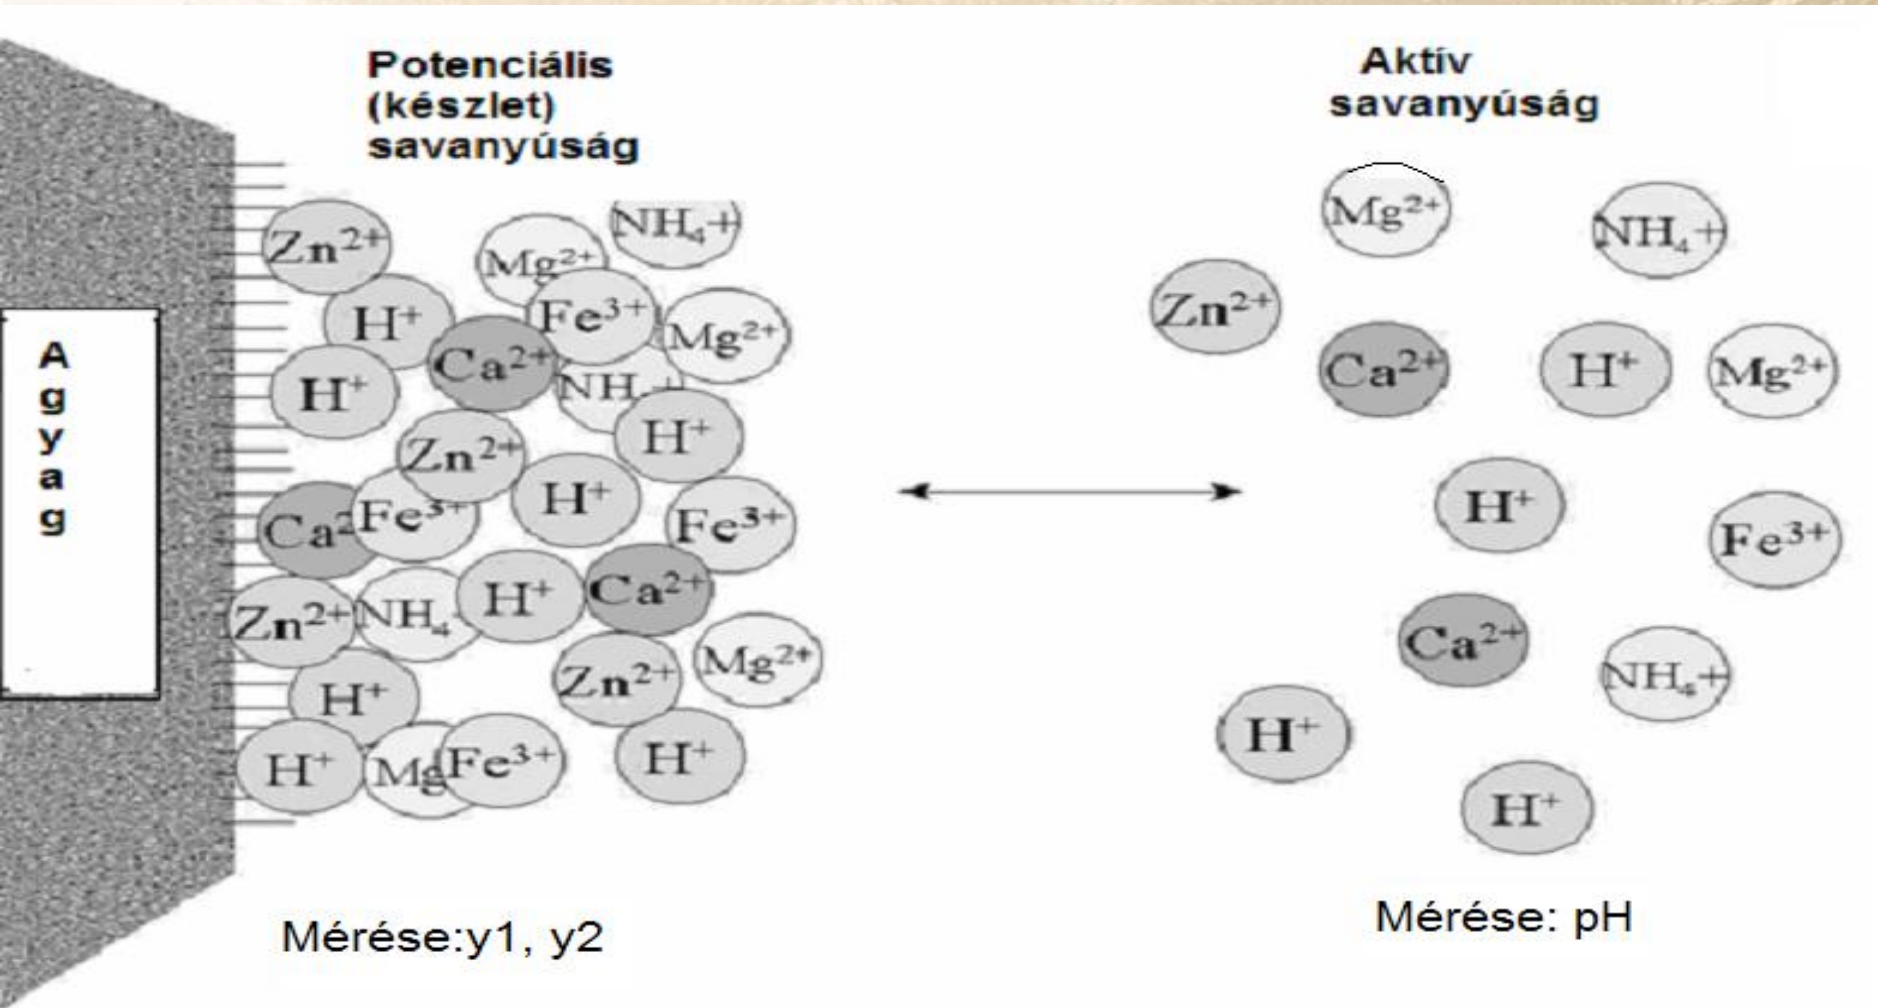 Potenciális
(készlet)
savanyúság
Aktív
savanyúság
A
g
y
a
g
Zn²⁺
Mg²⁺
NH₄+
H⁺
Fe³⁺
Mg²⁺
Ca²⁺
H⁺
NH
H⁺
Zn²⁺
H⁺
Ca²
Fe³⁺
Fe³⁺
H⁺
Ca²⁺
Zn²⁺
NH₄
Mg²⁺
Zn²⁺
H⁺
H⁺
Mg
Fe³⁺
H⁺
Mg²⁺
NH₄+
Zn²⁺
Ca²⁺
H⁺
Mg²⁺
H⁺
Fe³⁺
Ca²⁺
NH₄+
H⁺
H⁺
Mérése:y1, y2
Mérése: pH